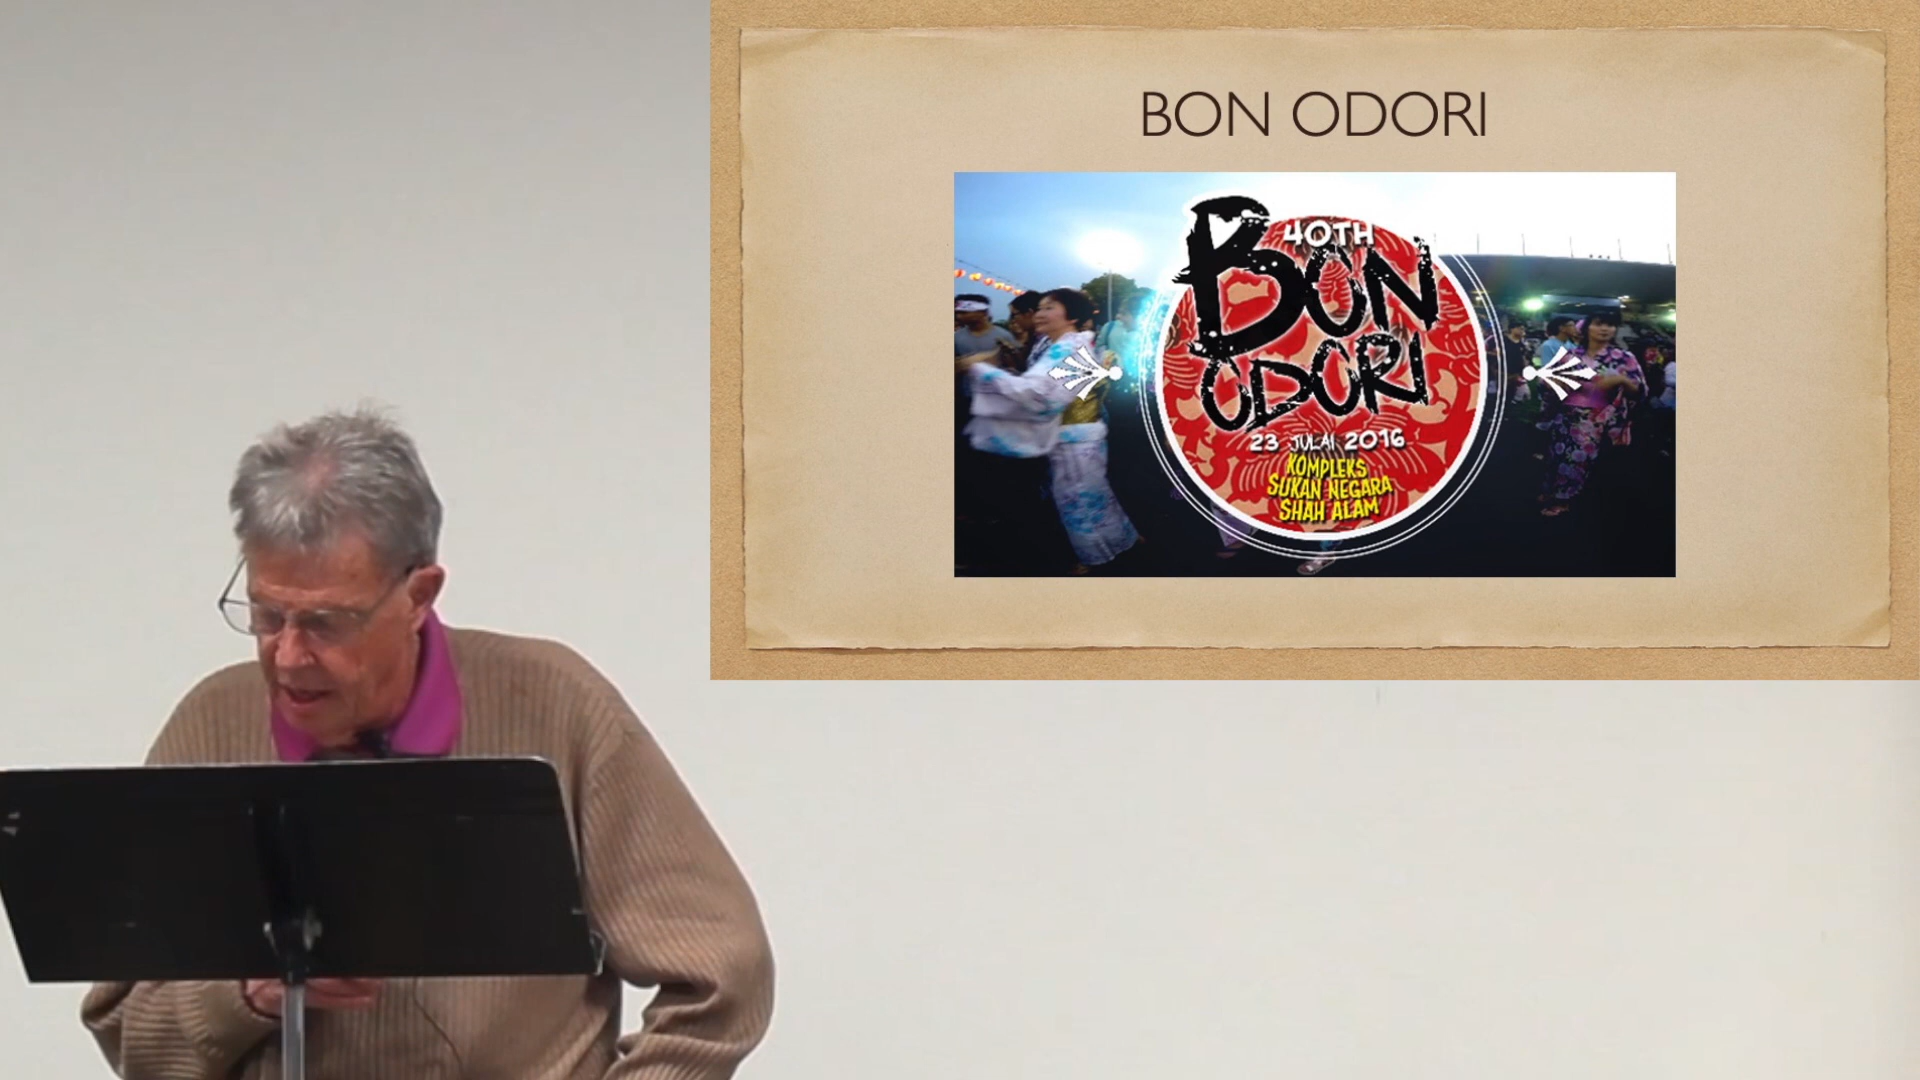 BON ODORI
40TH
BON
ODORI
23 JULAI 2016
KOMPLEKS
SUKAN NEGARA
SHAH ALAM